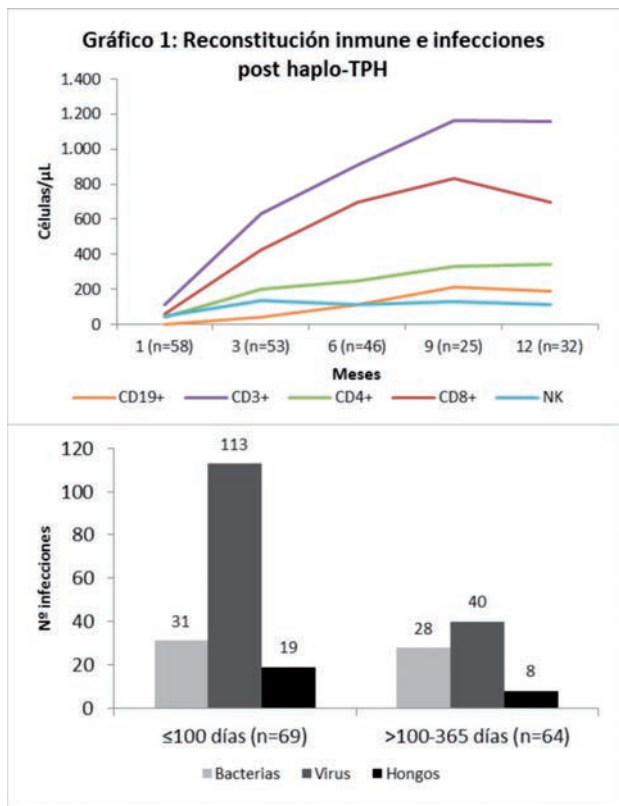 Gráfico 1: Reconstitución inmune e infecciones
post haplo-TPH
Células/µL
1.400
1.200
1.000
800
600
400
200
0
1 (n=58) 3 (n=53) 6 (n=46) 9 (n=25) 12 (n=32)
Meses
CD19+ CD3+ CD4+ CD8+ NK
Nº infecciones
120
100
80
60
40
20
0
31 113 19 28 40 8
≤100 días (n=69) >100-365 días (n=64)
Bacterias Virus Hongos